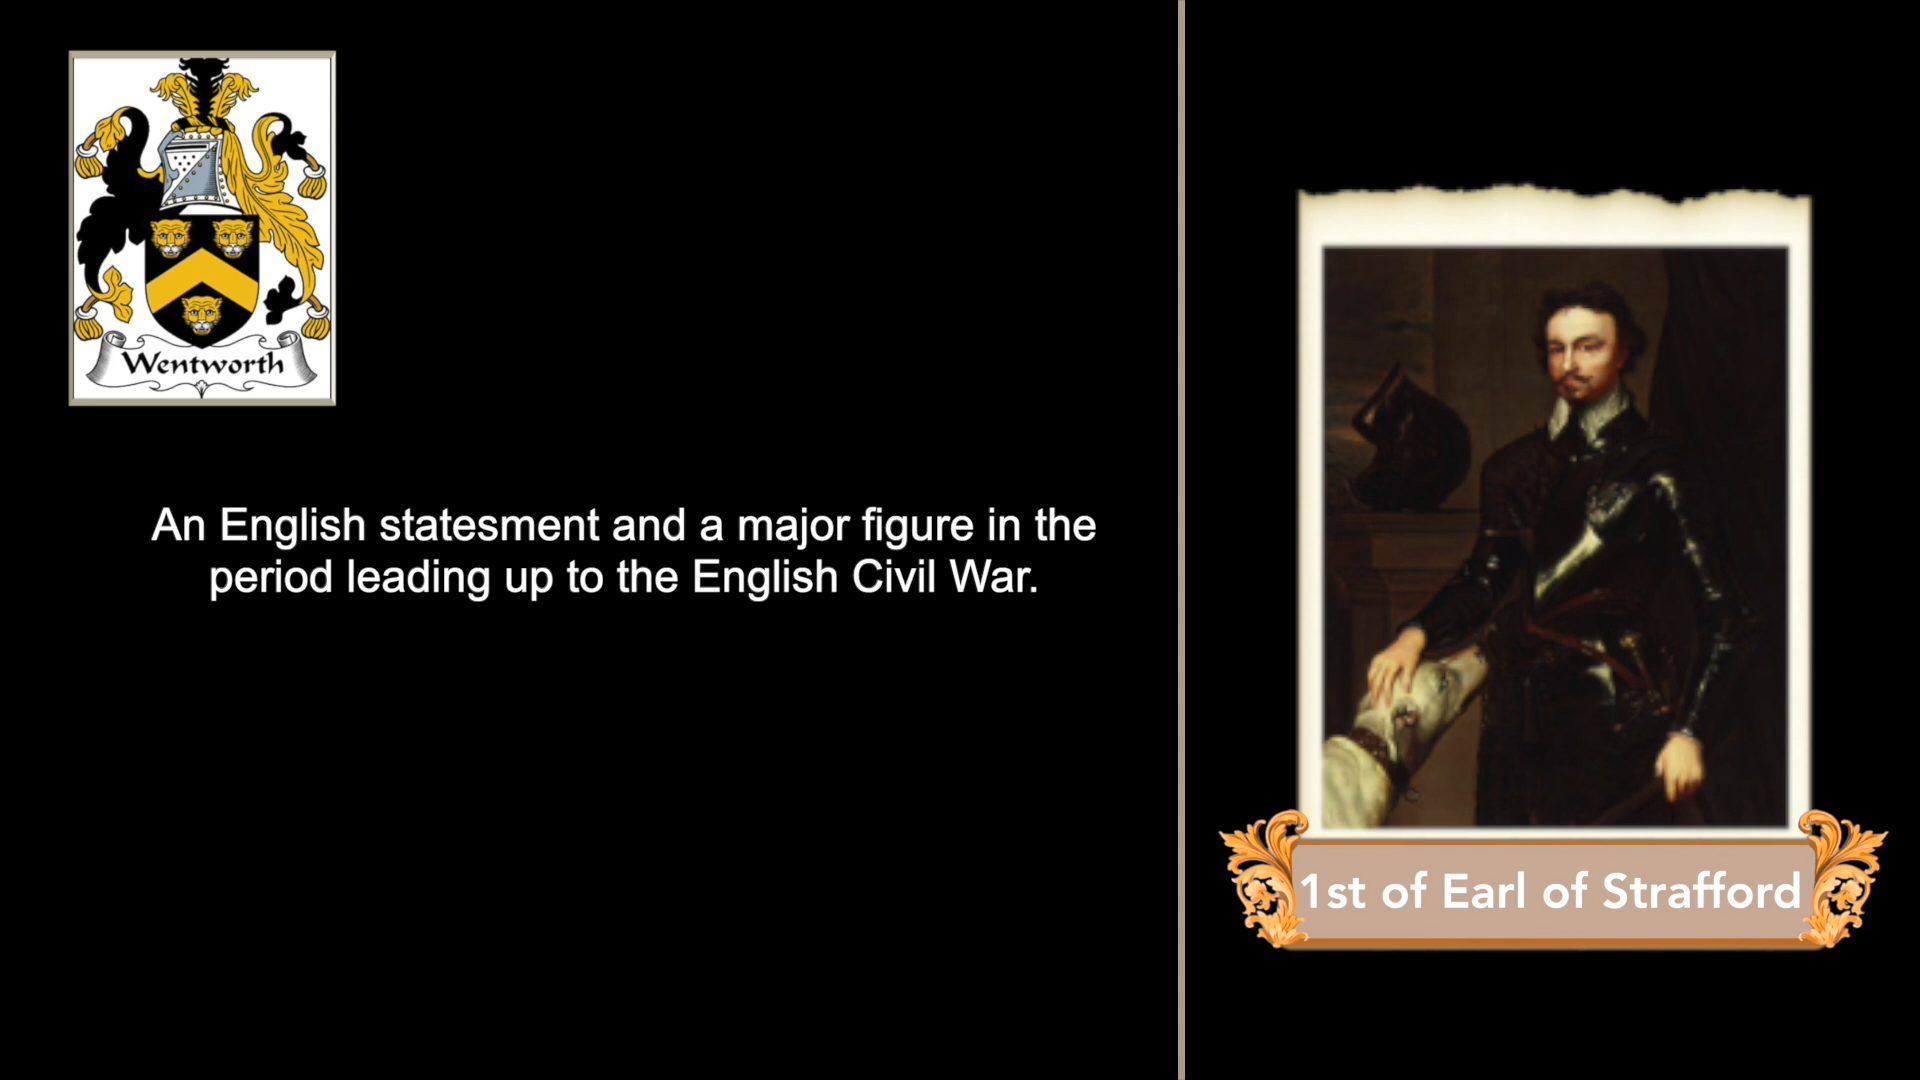 Wentworth
An English statesment and a major figure in the
period leading up to the English Civil War.
1st of Earl of Strafford